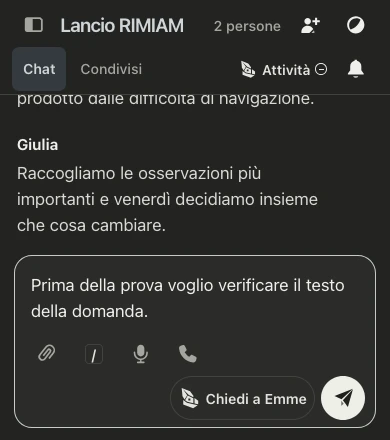 Lancio RIMIAM 2 persone
Chat Condivisi Attività
prodotto dalle difficoltà di navigazione.
Giulia
Raccogliamo le osservazioni più
importanti e venerdì decidiamo insieme
che cosa cambiare.
Prima della prova voglio verificare il testo
della domanda.
/
Chiedi a Emme